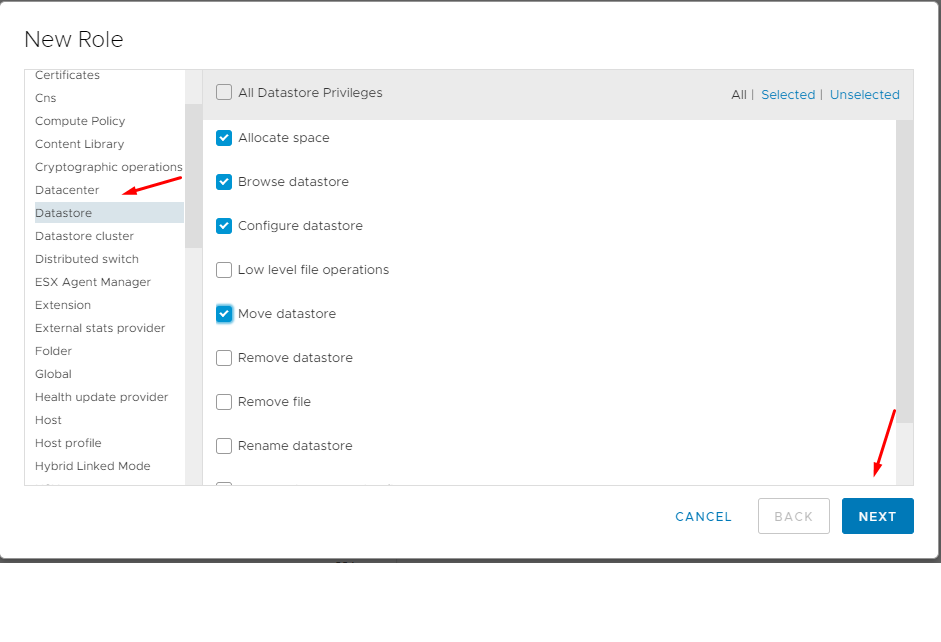 New Role
Certificates
Cns
Compute Policy
Content Library
Cryptographic operations
Datacenter
Datastore
Datastore cluster
Distributed switch
ESX Agent Manager
Extension
External stats provider
Folder
Global
Health update provider
Host
Host profile
Hybrid Linked Mode
All Datastore Privileges
All | Selected | Unselected
Allocate space
Browse datastore
Configure datastore
Low level file operations
Move datastore
Remove datastore
Remove file
Rename datastore
CANCEL
BACK
NEXT